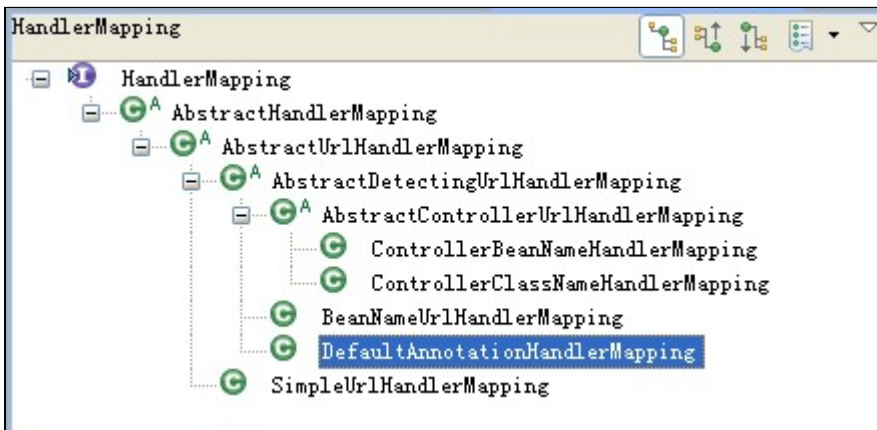 HandlerMapping
HandlerMapping
AbstractHandlerMapping
AbstractUrlHandlerMapping
AbstractDetectingUrlHandlerMapping
AbstractControllerUrlHandlerMapping
ControllerBeanNameHandlerMapping
ControllerClassNameHandlerMapping
BeanNameUrlHandlerMapping
DefaultAnnotationHandlerMapping
SimpleUrlHandlerMapping